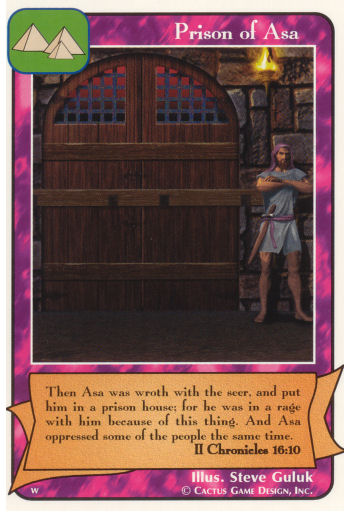 Prison of Asa
Then Asa was wroth with the seer, and put
him in a prison house; for he was in a rage
with him because of this thing. And Asa
oppressed some of the people the same time.
II Chronicles 16:10
Illus. Steve Guluk
W
© Cactus Game Design, Inc.